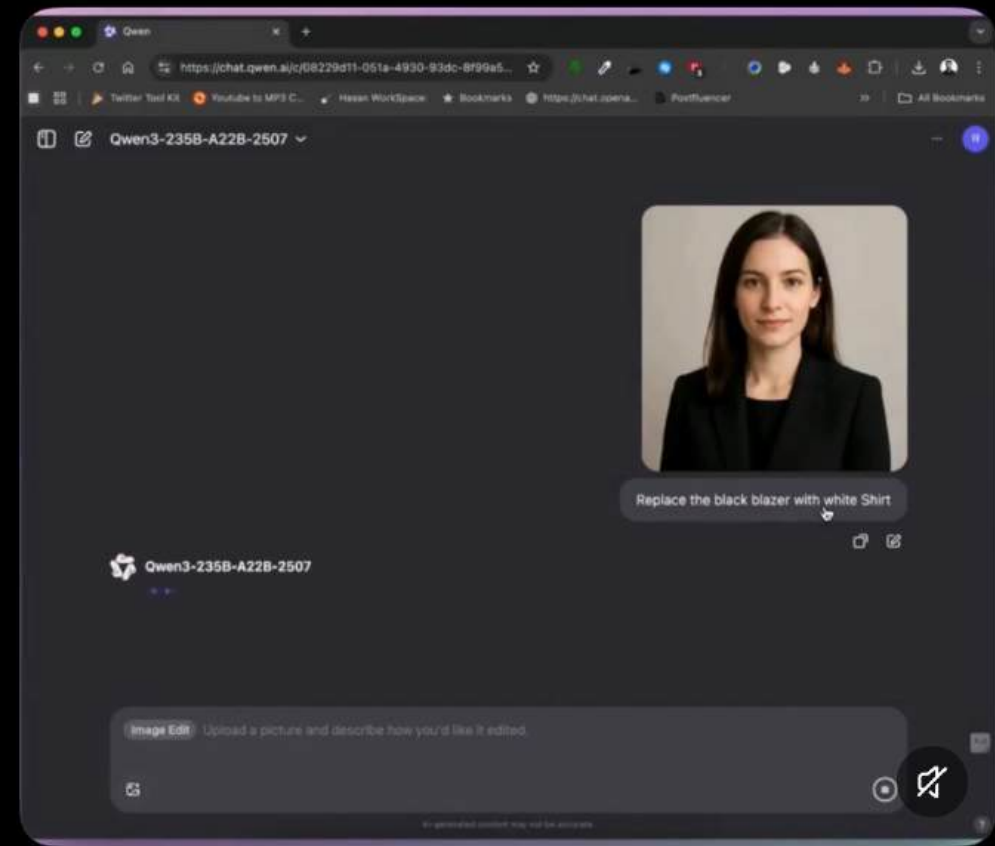 Qwen
https://chat.qwen.ai/c/08229d11-051a-4930-93dc-8f99a5...
Twitter Tool Kit Youtube to MP3 C... Hasan WorkSpace Bookmarks https://chat.opena... Postfluencer All Bookmarks
Qwen3-235B-A22B-2507
Replace the black blazer with white Shirt
Qwen3-235B-A22B-2507
Image Edit Upload a picture and describe how you'd like it edited.
AI-generated content may not be accurate.